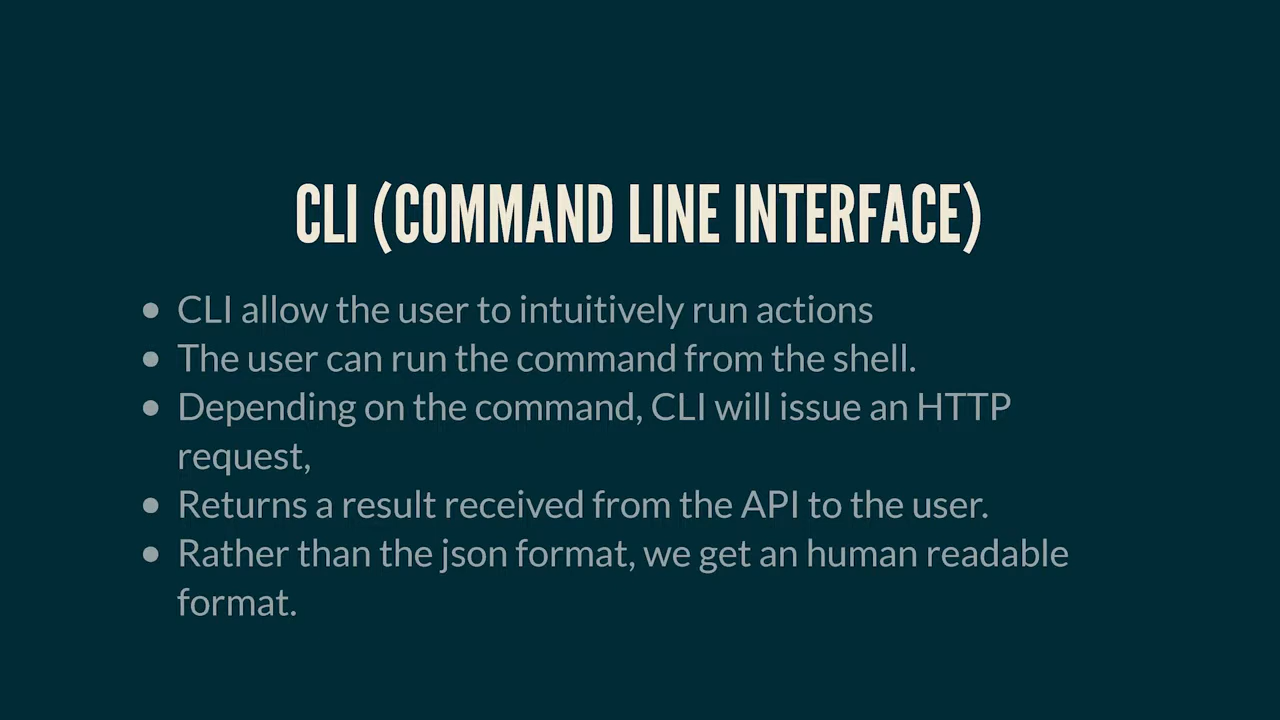 CLI (COMMAND LINE INTERFACE)
• CLI allow the user to intuitively run actions
• The user can run the command from the shell.
• Depending on the command, CLI will issue an HTTP
request,
• Returns a result received from the API to the user.
• Rather than the json format, we get an human readable
format.